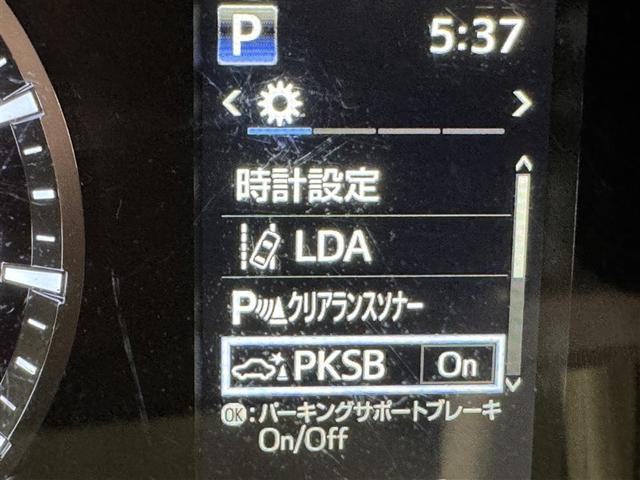 P 5:37
時計設定
LDA
Pクリアランスソナー
PKSB On
OK:パーキングサポートブレーキ
On/Off